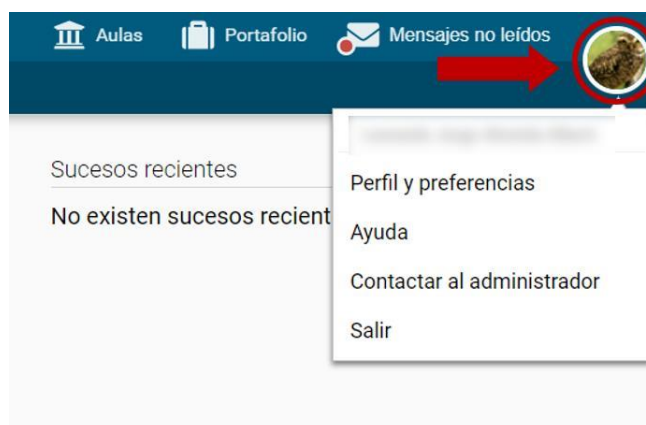 Aulas
Portafolio
Mensajes no leídos
Sucesos recientes
No existen sucesos recient
Perfil y preferencias
Ayuda
Contactar al administrador
Salir